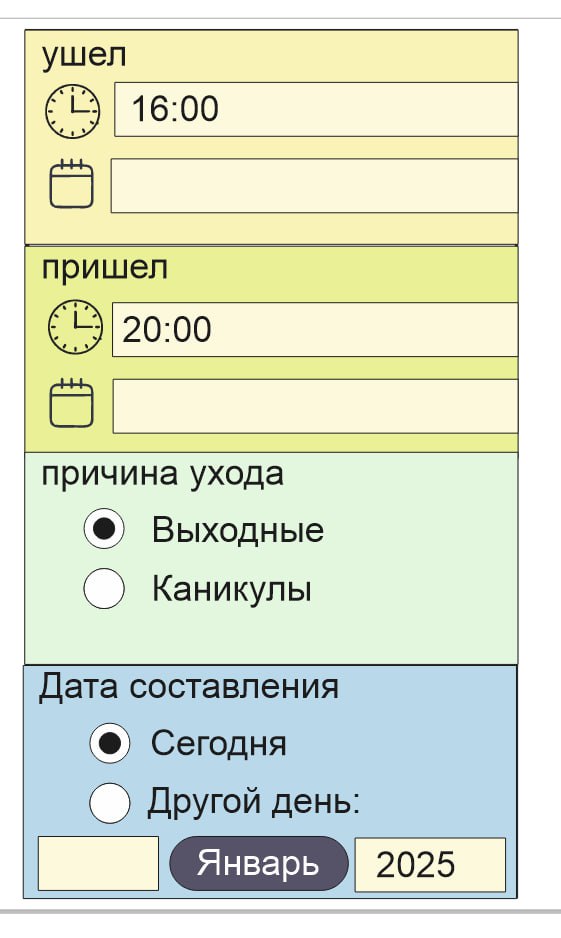 ушел
16:00
пришел
20:00
причина ухода
Выходные
Каникулы
Дата составления
Сегодня
Другой день:
Январь 2025